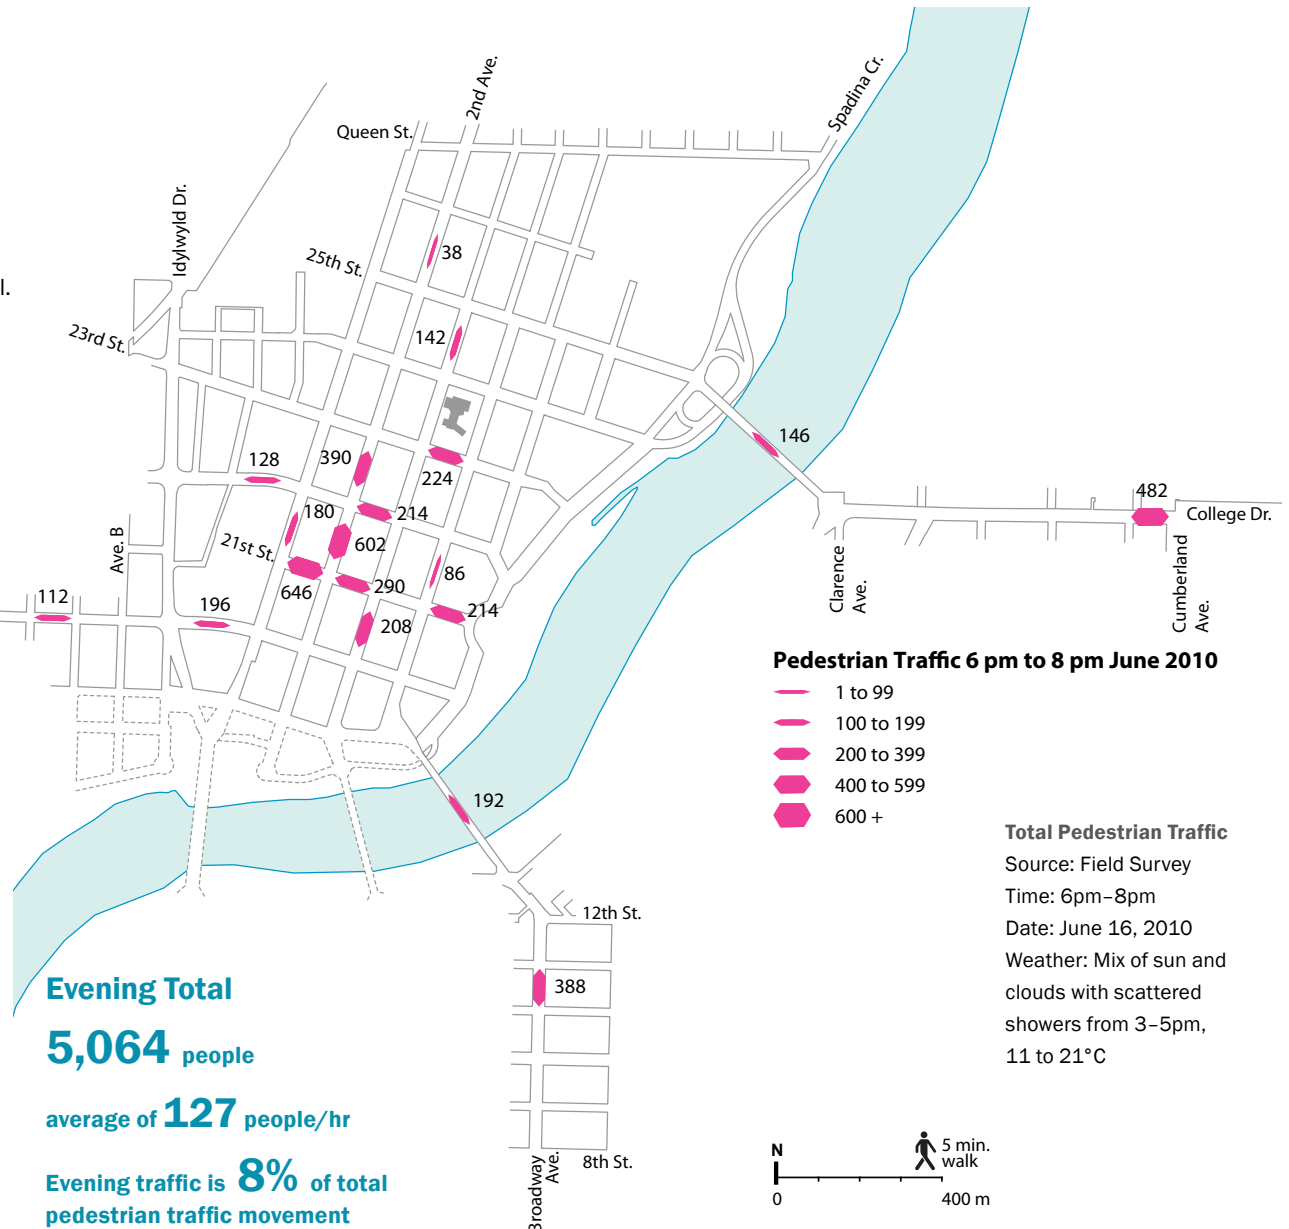 2nd Ave.
Spadina Cr.
Queen St.
Idylwyld Dr.
38
25th St.
l.
142
23rd St.
146
128
390
224
482
180
214
College Dr.
602
21st St.
Ave. B
86
290
646
Clarence
Ave.
Cumberland
Ave.
112
196
214
208
Pedestrian Traffic 6 pm to 8 pm June 2010
1 to 99
100 to 199
200 to 399
400 to 599
600 +
192
Total Pedestrian Traffic
Source: Field Survey
Time: 6pm–8pm
Date: June 16, 2010
Weather: Mix of sun and
clouds with scattered
showers from 3–5pm,
11 to 21°C
12th St.
388
Evening Total
5,064 people
average of 127 people/hr
Evening traffic is 8% of total
pedestrian traffic movement
Broadway
Ave.
8th St.
N
5 min.
walk
0
400 m